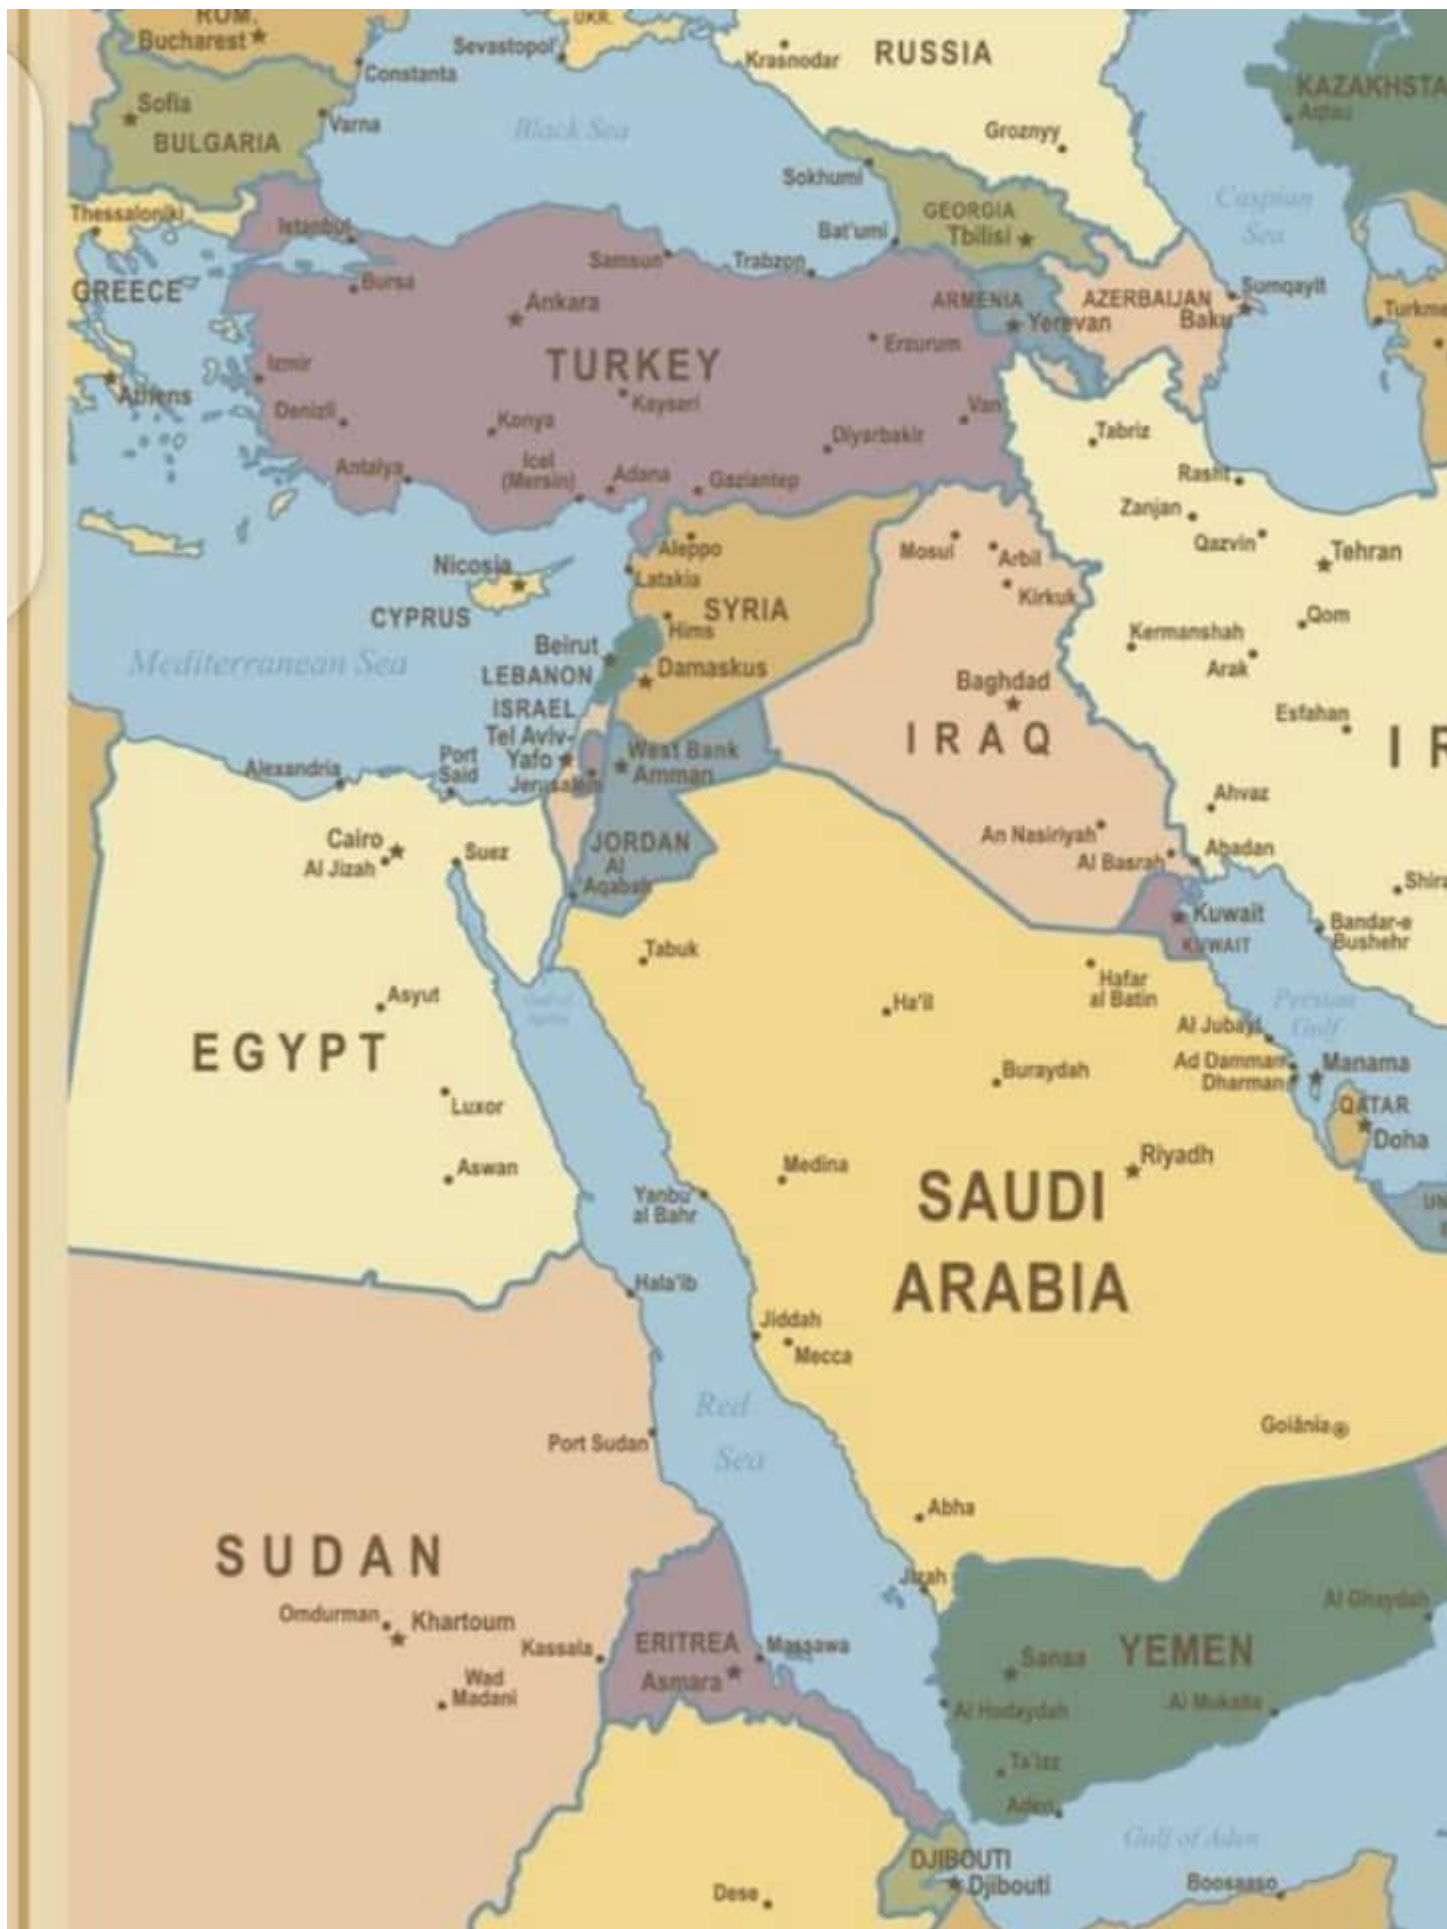 ROM.
Bucharest
UKR.
Sevastopol'
Krasnodar
RUSSIA
KAZAKHSTA
Aqtau
Constanta
Sofia
BULGARIA
Varna
Black Sea
Groznyy
Sokhumi
Caspian
Sea
GEORGIA
Tbilisi
Bat'umi
Thessaloniki
Istanbul
Samsun
Trabzon
GREECE
Bursa
Ankara
ARMENIA
Yerevan
AZERBAIJAN
Baku
Sumqayit
Turkme
Erzurum
TURKEY
Izmir
Athens
Kayseri
Denizli
Konya
Van
Diyarbakir
Tabriz
Antalya
Icel
(Mersin)
Adana
Gaziantep
Rasht
Zanjan
Qazvin
Tehran
Aleppo
Mosul
Arbil
Nicosia
Latakia
Kirkuk
CYPRUS
SYRIA
Hims
Qom
Kermanshah
Arak
Beirut
LEBANON
Damaskus
Mediterranean Sea
Baghdad
Esfahan
ISRAEL
Tel Aviv-
Yafo
West Bank
Amman
Jerusalem
IRAQ
IR
Alexandria
Port
Said
Ahvaz
Cairo
Al Jizah
Suez
JORDAN
Al
Aqabah
An Nasiriyah
Al Basrah
Abadan
Shira
Kuwait
KUWAIT
Bandar-e
Bushehr
Tabuk
Hafar
al Batin
Asyut
Gulf of
Ha'il
Persian
Gulf
Al Jubayl
EGYPT
Buraydah
Ad Damman
Dharman
Manama
QATAR
Doha
Luxor
Aswan
Medina
Riyadh
Yanbu'
al Bahr
SAUDI
ARABIA
UN
Hala'ib
Jiddah
Mecca
Red
Sea
Goiânia
Port Sudan
Abha
SUDAN
Jizah
Al Ghaydah
Omdurman
Khartoum
Kassala
ERITREA
Asmara
Massawa
Sanaa
YEMEN
Wad
Madani
Al Hudaydah
Al Mukalla
Ta'izz
Aden
Gulf of Aden
DJIBOUTI
Djibouti
Dese
Boosaaso